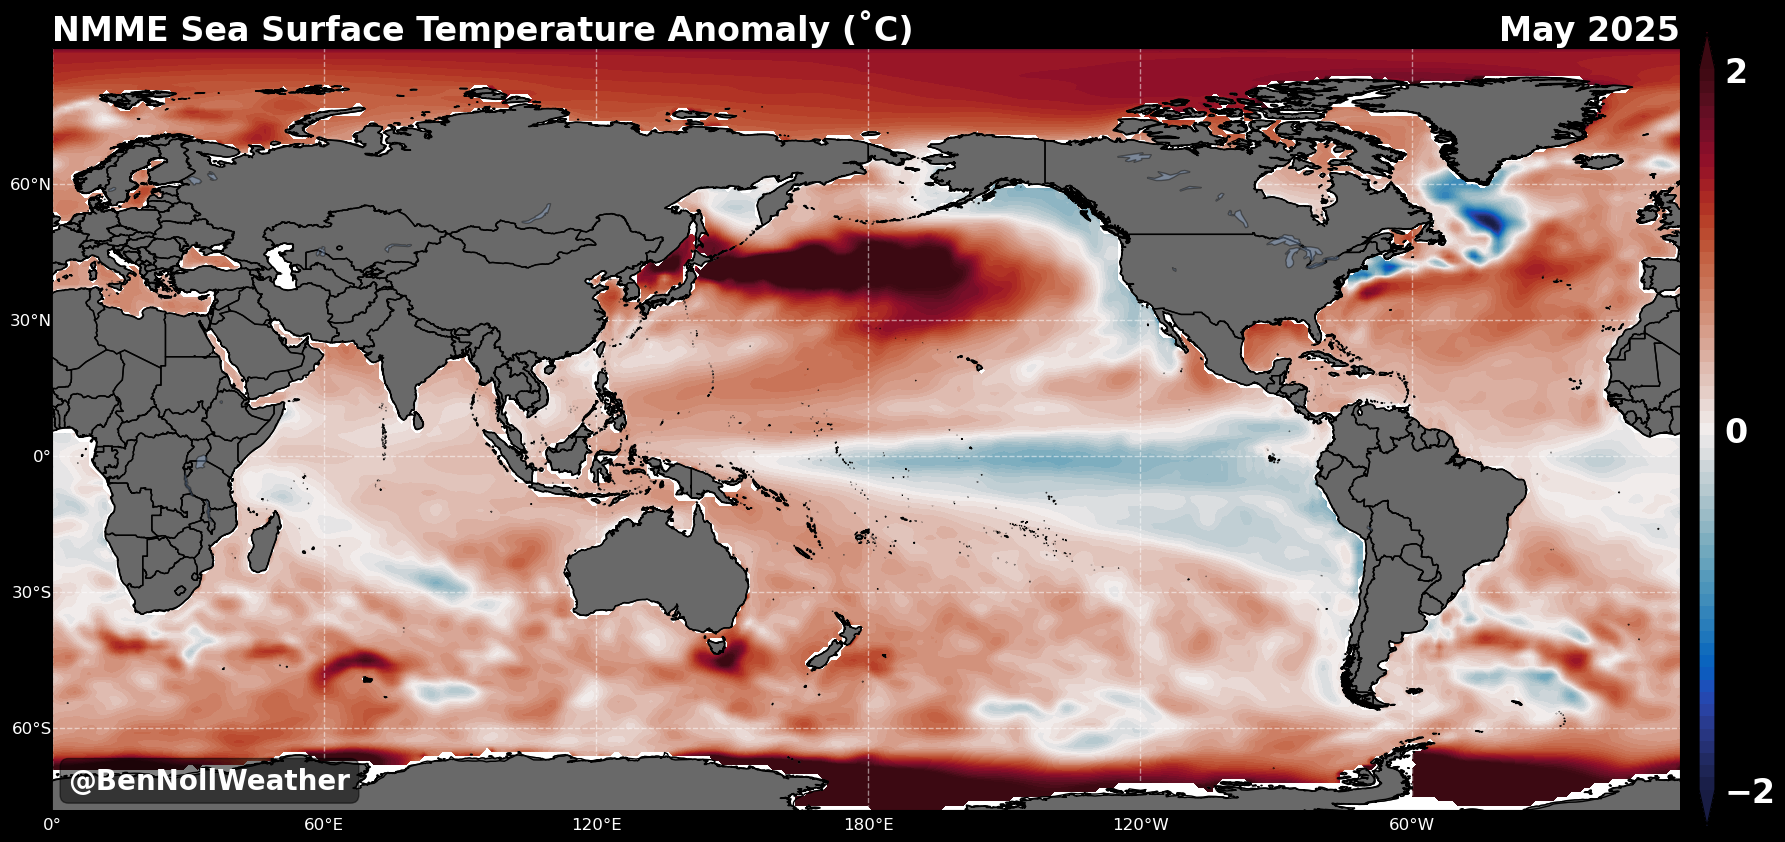 NMME Sea Surface Temperature Anomaly (˚C)
May 2025
2
0
−2
60°N
30°N
0°
30°S
60°S
@BenNollWeather
0°
60°E
120°E
180°E
120°W
60°W